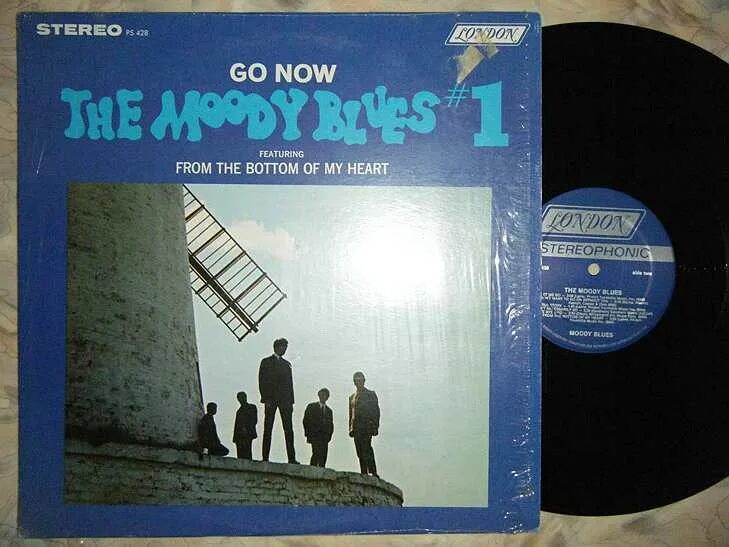 STEREO PS 428
LONDON
GO NOW
THE MOODY BLUES #1
FEATURING
FROM THE BOTTOM OF MY HEART
LONDON
STEREOPHONIC
side two
THE MOODY BLUES
MOODY BLUES